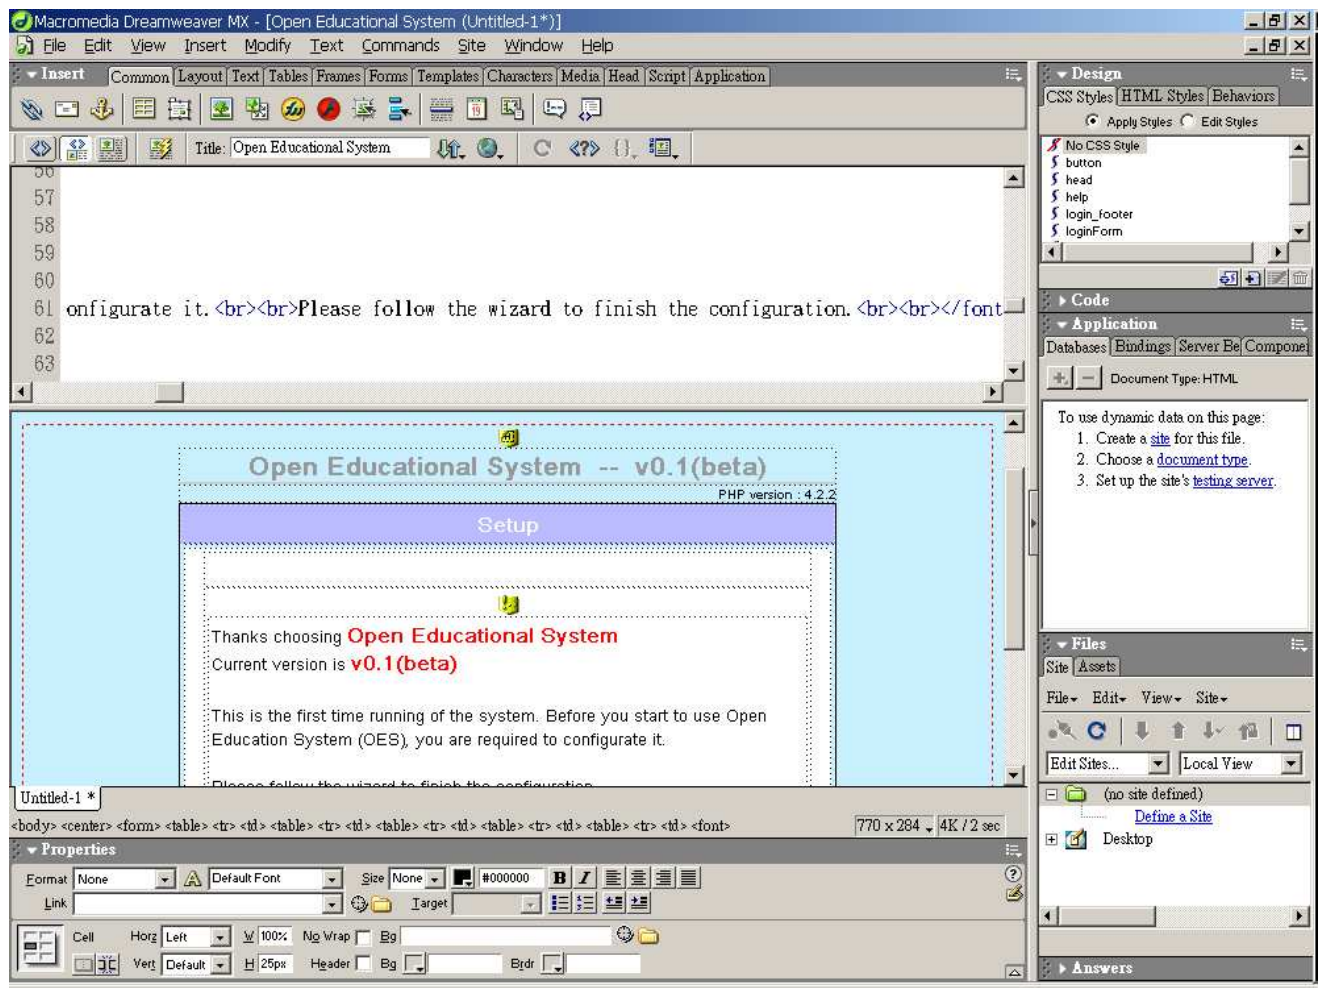 Macromedia Dreamweaver MX - [Open Educational System (Untitled-1*)]
File Edit View Insert Modify Text Commands Site Window Help
Insert Common Layout Text Tables Frames Forms Templates Characters Media Head Script Application
Title: Open Educational System
56
57
58
59
60
61 onfigurate it.<br><br>Please follow the wizard to finish the configuration.<br><br></font
62
63
Open Educational System -- v0.1(beta)
PHP version : 4.2.2
Setup
Thanks choosing Open Educational System
Current version is v0.1(beta)
This is the first time running of the system. Before you start to use Open
Education System (OES), you are required to configurate it.
Please follow the wizard to finish the configuration.
Untitled-1 *
<body> <center> <form> <table> <tr> <td> <table> <tr> <td> <table> <tr> <td> <table> <tr> <td> <table> <tr> <td> <font>
770 x 284 4K / 2 sec
Properties
Format None Default Font Size None #000000 B I
Link Target
Cell Horz Left W 100% No Wrap Bg
Vert Default H 25px Header Bg Brdr
Design
CSS Styles HTML Styles Behaviors
Apply Styles Edit Styles
No CSS Style
button
head
help
login_footer
loginForm
Code
Application
Databases Bindings Server Be Compone
Document Type: HTML
To use dynamic data on this page:
1. Create a site for this file.
2. Choose a document type.
3. Set up the site's testing server.
Files
Site Assets
File Edit View Site
Edit Sites... Local View
(no site defined)
Define a Site
Desktop
Answers